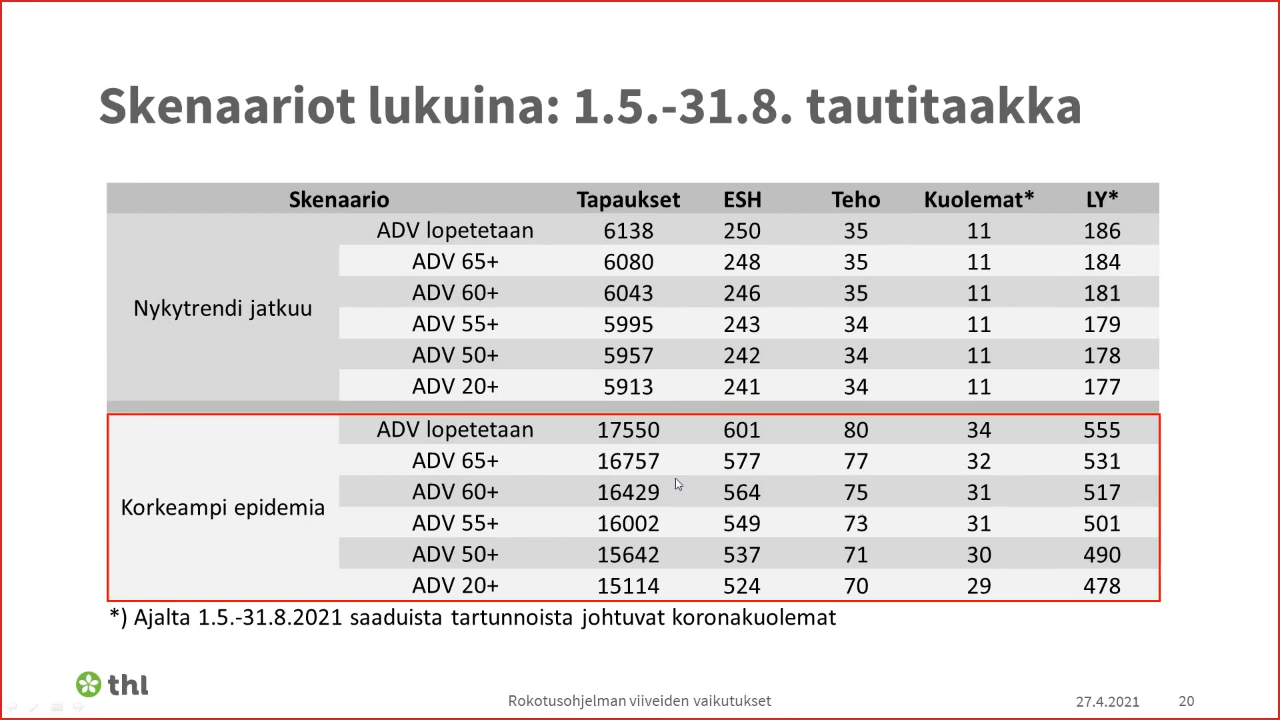 Skenaariot lukuina: 1.5.-31.8. tautitaakka
Skenaario Tapaukset ESH Teho Kuolemat* LY*
Nykytrendi jatkuu
ADV lopetetaan 6138 250 35 11 186
ADV 65+ 6080 248 35 11 184
ADV 60+ 6043 246 35 11 181
ADV 55+ 5995 243 34 11 179
ADV 50+ 5957 242 34 11 178
ADV 20+ 5913 241 34 11 177
Korkeampi epidemia
ADV lopetetaan 17550 601 80 34 555
ADV 65+ 16757 577 77 32 531
ADV 60+ 16429 564 75 31 517
ADV 55+ 16002 549 73 31 501
ADV 50+ 15642 537 71 30 490
ADV 20+ 15114 524 70 29 478
*) Ajalta 1.5.-31.8.2021 saaduista tartunnoista johtuvat koronakuolemat
thl
Rokotusohjelman viiveiden vaikutukset 27.4.2021 20